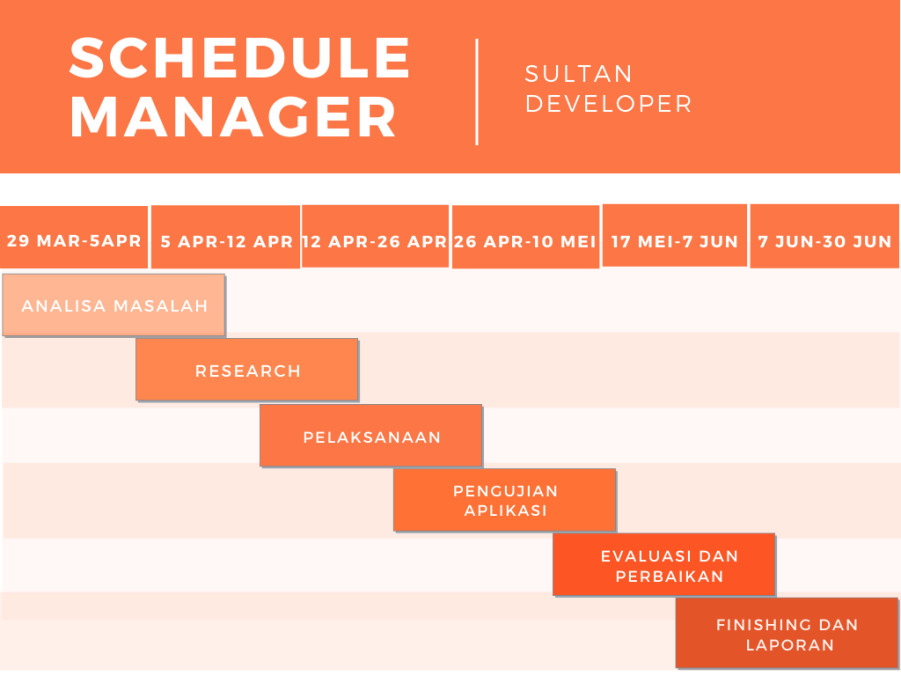 SCHEDULE
MANAGER
SULTAN
DEVELOPER
29 MAR-5APR
5 APR-12 APR
12 APR-26 APR
26 APR-10 MEI
17 MEI-7 JUN
7 JUN-30 JUN
ANALISA MASALAH
RESEARCH
PELAKSANAAN
PENGUJIAN
APLIKASI
EVALUASI DAN
PERBAIKAN
FINISHING DAN
LAPORAN